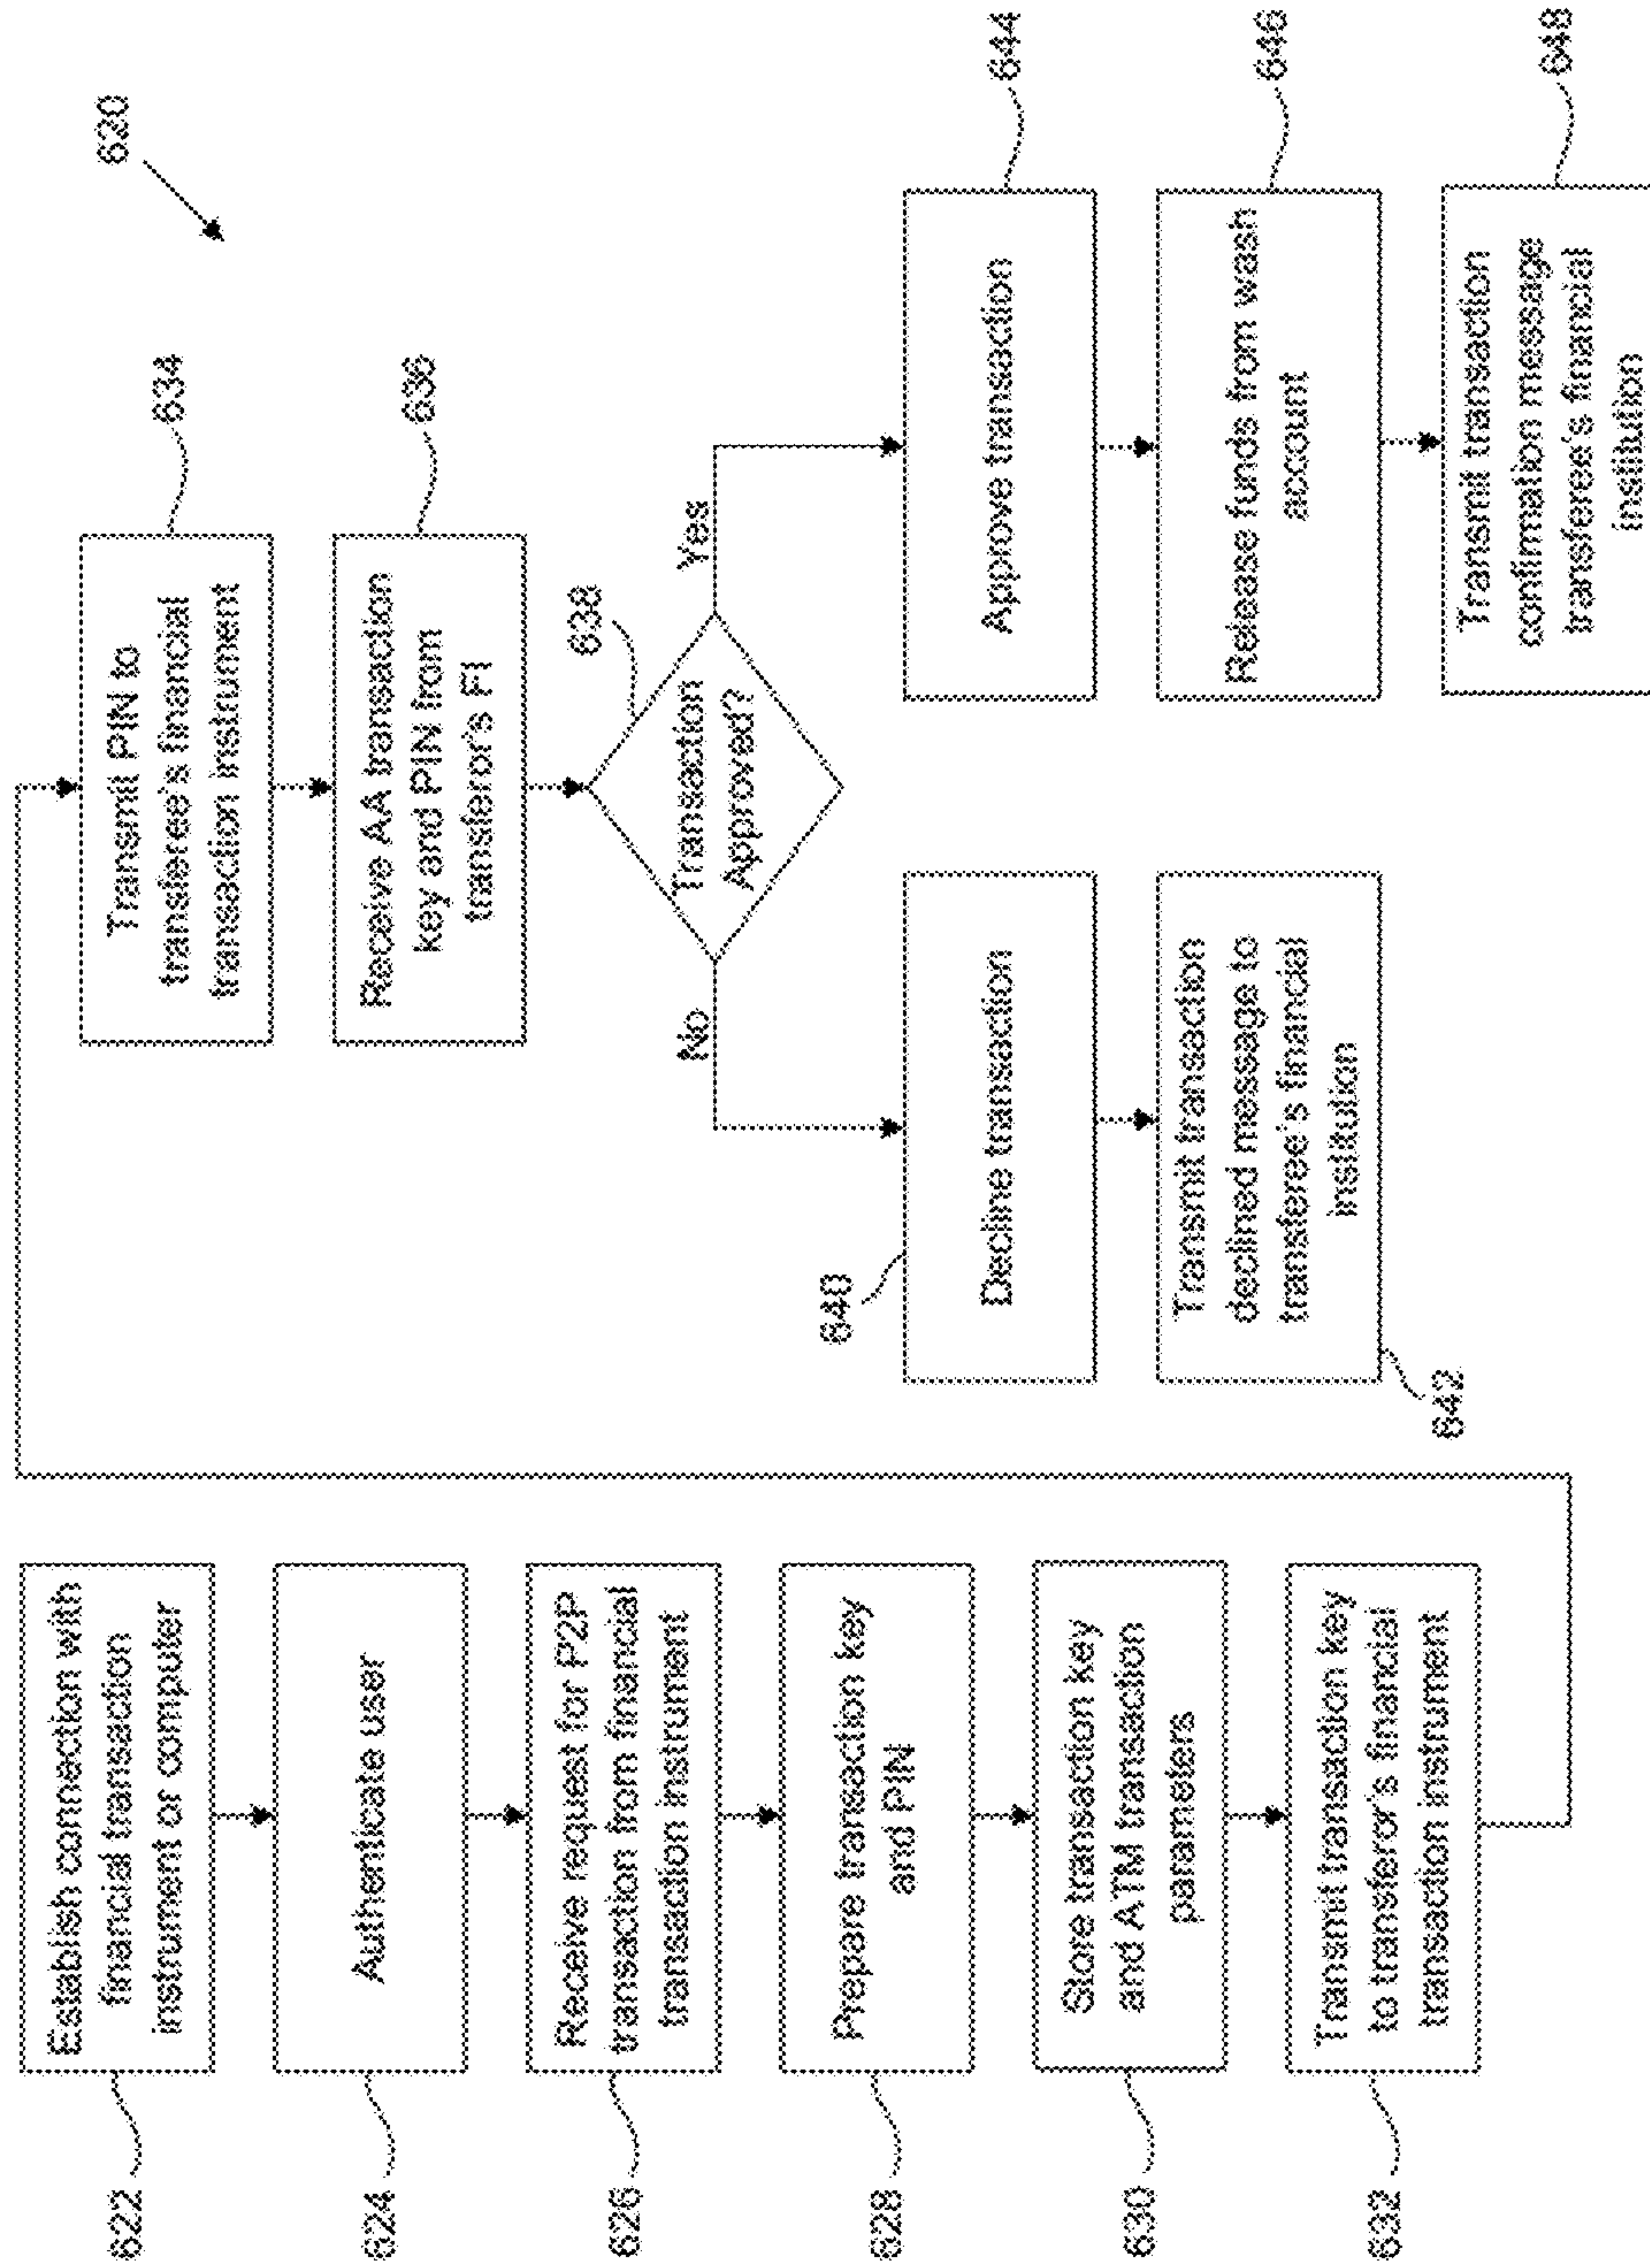 620
622
Establish connection with
financial transaction
instrument or computer
624
Authenticate user
626
Receive request for P2P
transaction from financial
transaction instrument
628
Prepare transaction key
and PIN
630
Store transaction key
and ATM transaction
parameters
632
Transmit transaction key
to transferor's financial
transaction instrument
634
Transmit PIN to
transferee's financial
transaction instrument
636
Receive AA transaction
key and PIN from
transferor's FI
638
Transaction
Approved?
No
Yes
640
Decline transaction
642
Transmit transaction
declined message to
transferee's financial
institution
644
Approve transaction
646
Release funds from wash
account
648
Transmit transaction
confirmation message
transferee's financial
institution